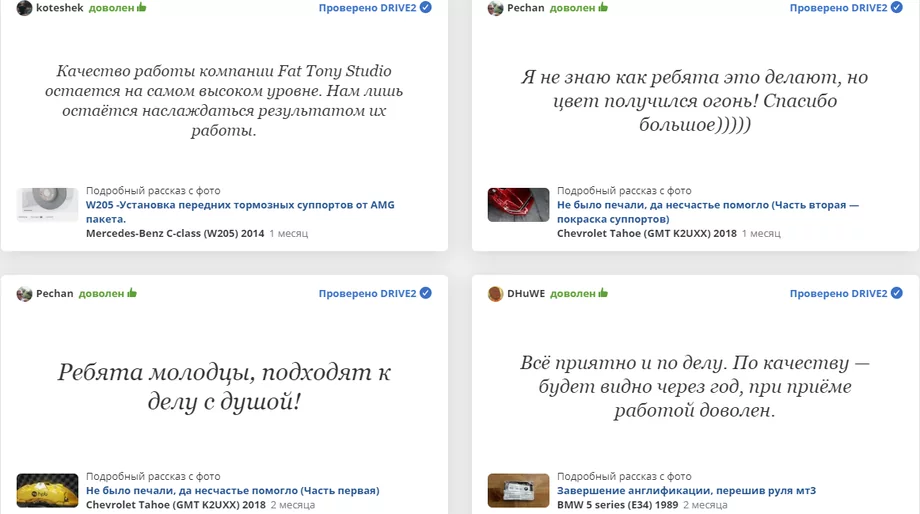 koteshek доволен Проверено DRIVE2
Качество работы компании Fat Tony Studio
остается на самом высоком уровне. Нам лишь
остаётся наслаждаться результатом их
работы.
Подробный рассказ с фото
W205 -Установка передних тормозных суппортов от AMG
пакета.
Mercedes-Benz C-class (W205) 2014 1 месяц
Pechan доволен Проверено DRIVE2
Я не знаю как ребята это делают, но
цвет получился огонь! Спасибо
большое)))))
Подробный рассказ с фото
Не было печали, да несчастье помогло (Часть вторая —
покраска суппортов)
Chevrolet Tahoe (GMT K2UXX) 2018 1 месяц
Pechan доволен Проверено DRIVE2
Ребята молодцы, подходят к
делу с душой!
Подробный рассказ с фото
Не было печали, да несчастье помогло (Часть первая)
Chevrolet Tahoe (GMT K2UXX) 2018 2 месяца
DHuWE доволен Проверено DRIVE2
Всё приятно и по делу. По качеству —
будет видно через год, при приёме
работой доволен.
Подробный рассказ с фото
Завершение англификации, перешив руля мт3
BMW 5 series (E34) 1989 2 месяца